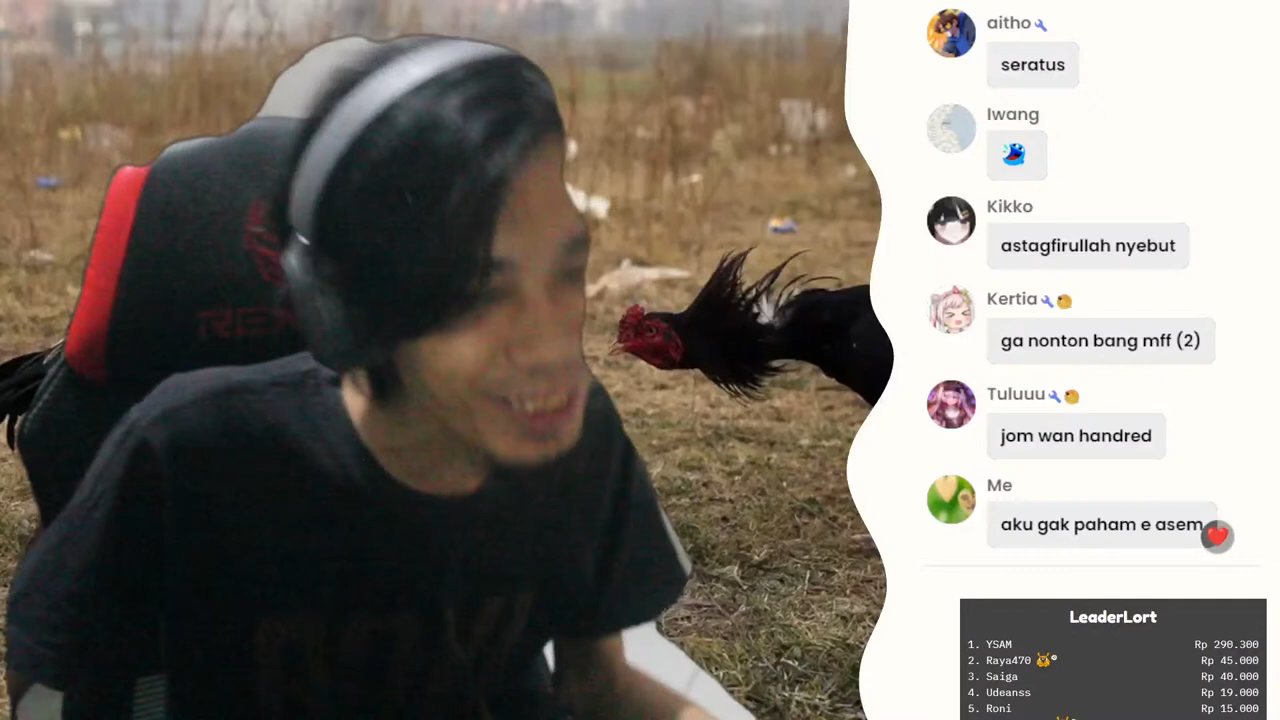 aitho
seratus
Iwang
Kikko
astagfirullah nyebut
Kertia
ga nonton bang mff (2)
Tuluuu
jom wan handred
Me
aku gak paham e asem
LeaderLort
1. YSAM Rp 290.300
2. Raya470 Rp 45.000
3. Saiga Rp 40.000
4. Udeanss Rp 19.000
5. Roni Rp 15.000